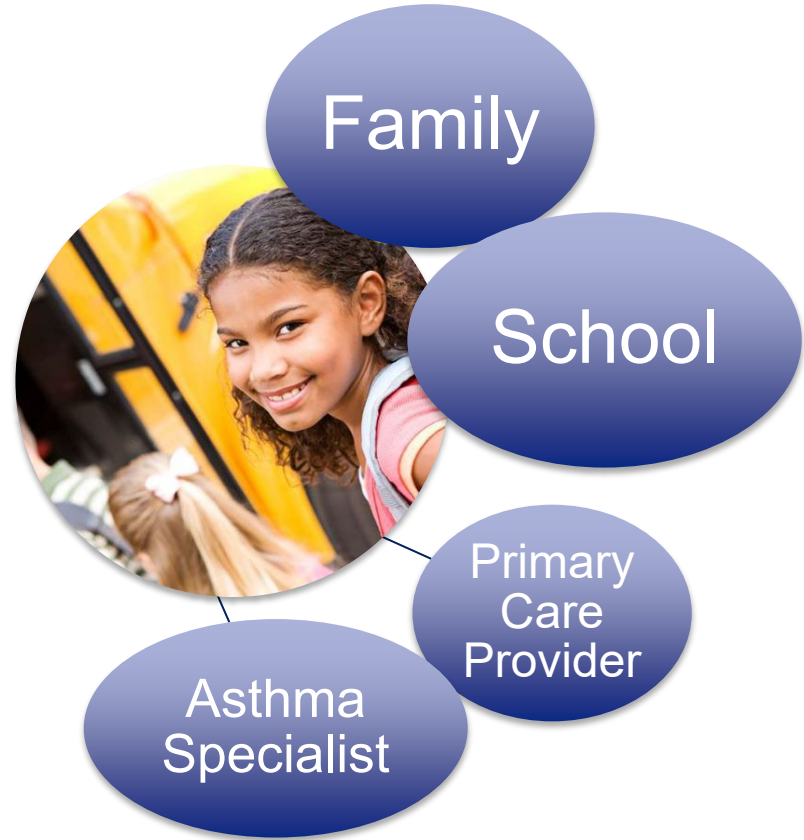 Family
School
Primary
Care
Provider
Asthma
Specialist